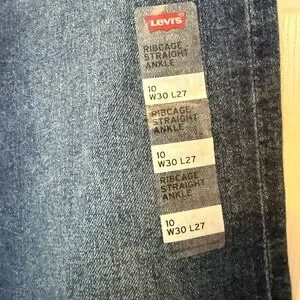 Levi's
RIBCAGE
STRAIGHT
ANKLE
10
W30 L27
RIBCAGE
STRAIGHT
ANKLE
10
W30 L27
RIBCAGE
STRAIGHT
ANKLE
10
W30 L27